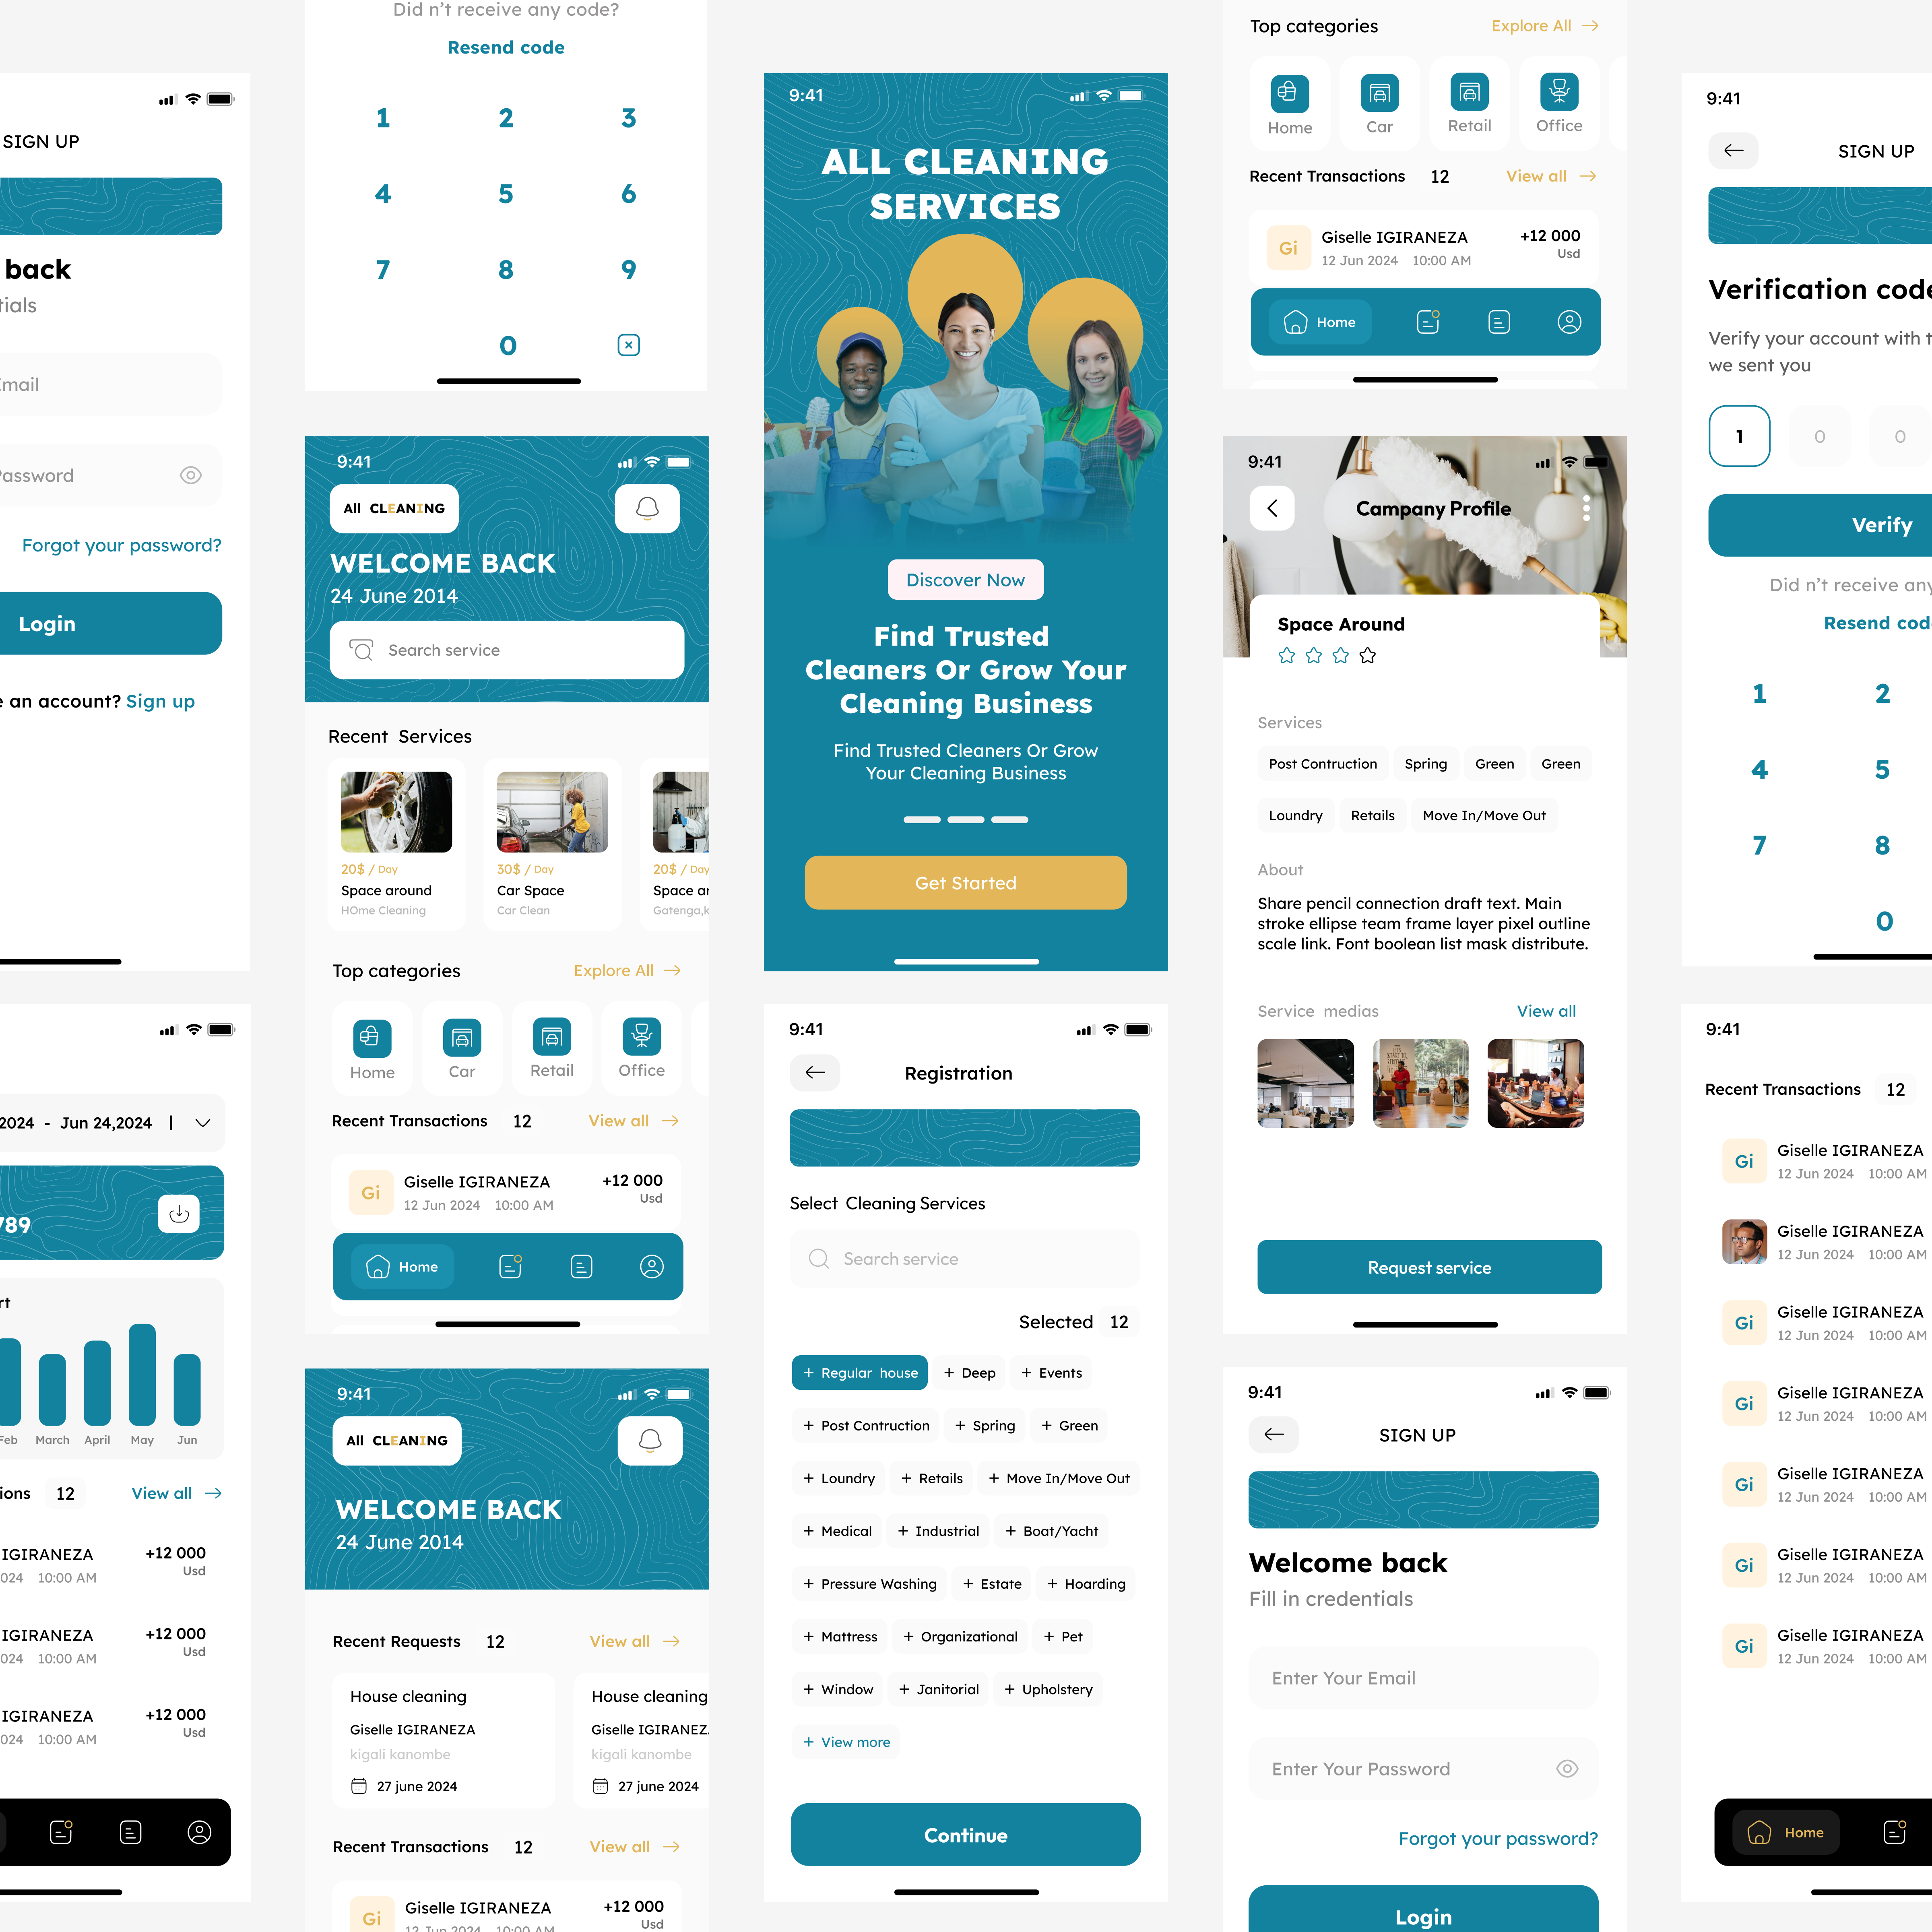 SIGN UP
back
Email
Password
Forgot your password?
Login
an account? Sign up
2024 - Jun 24,2024 |
789
Feb March April May Jun
12 View all
IGIRANEZA +12 000
024 10:00 AM Usd
IGIRANEZA +12 000
024 10:00 AM Usd
IGIRANEZA +12 000
024 10:00 AM Usd
Did n’t receive any code?
Resend code
1 2 3
4 5 6
7 8 9
0
9:41
All CLEANING
WELCOME BACK
24 June 2014
Search service
Recent Services
20$ / Day 30$ / Day 20$ / Day
Space around Car Space Space ar
HOme Cleaning Car Clean Gatenga,k
Top categories Explore All
Home Car Retail Office
Recent Transactions 12 View all
Gi Giselle IGIRANEZA +12 000
12 Jun 2024 10:00 AM Usd
Home
9:41
All CLEANING
WELCOME BACK
24 June 2014
Recent Requests 12 View all
House cleaning House cleaning
Giselle IGIRANEZA Giselle IGIRANEZ
kigali kanombe kigali kanombe
27 june 2024 27 june 2024
Recent Transactions 12 View all
Gi Giselle IGIRANEZA +12 000
12 Jun 2024 10:00 AM Usd
9:41
ALL CLEANING
SERVICES
Discover Now
Find Trusted
Cleaners Or Grow Your
Cleaning Business
Find Trusted Cleaners Or Grow
Your Cleaning Business
Get Started
9:41
Registration
Select Cleaning Services
Search service
Selected 12
+ Regular house + Deep + Events
+ Post Contruction + Spring + Green
+ Loundry + Retails + Move In/Move Out
+ Medical + Industrial + Boat/Yacht
+ Pressure Washing + Estate + Hoarding
+ Mattress + Organizational + Pet
+ Window + Janitorial + Upholstery
+ View more
Continue
Top categories Explore All
Home Car Retail Office
Recent Transactions 12 View all
Gi Giselle IGIRANEZA +12 000
12 Jun 2024 10:00 AM Usd
Home
9:41
Campany Profile
Space Around
Services
Post Contruction Spring Green Green
Loundry Retails Move In/Move Out
About
Share pencil connection draft text. Main
stroke ellipse team frame layer pixel outline
scale link. Font boolean list mask distribute.
Service medias View all
Request service
9:41
SIGN UP
Welcome back
Fill in credentials
Enter Your Email
Enter Your Password
Forgot your password?
Login
9:41
SIGN UP
Verification code
Verify your account with t
we sent you
1 0 0
Verify
Did n’t receive any
Resend cod
1 2
4 5
7 8
0
9:41
Recent Transactions 12
Gi Giselle IGIRANEZA
12 Jun 2024 10:00 AM
Giselle IGIRANEZA
12 Jun 2024 10:00 AM
Gi Giselle IGIRANEZA
12 Jun 2024 10:00 AM
Gi Giselle IGIRANEZA
12 Jun 2024 10:00 AM
Gi Giselle IGIRANEZA
12 Jun 2024 10:00 AM
Gi Giselle IGIRANEZA
12 Jun 2024 10:00 AM
Gi Giselle IGIRANEZA
12 Jun 2024 10:00 AM
Home